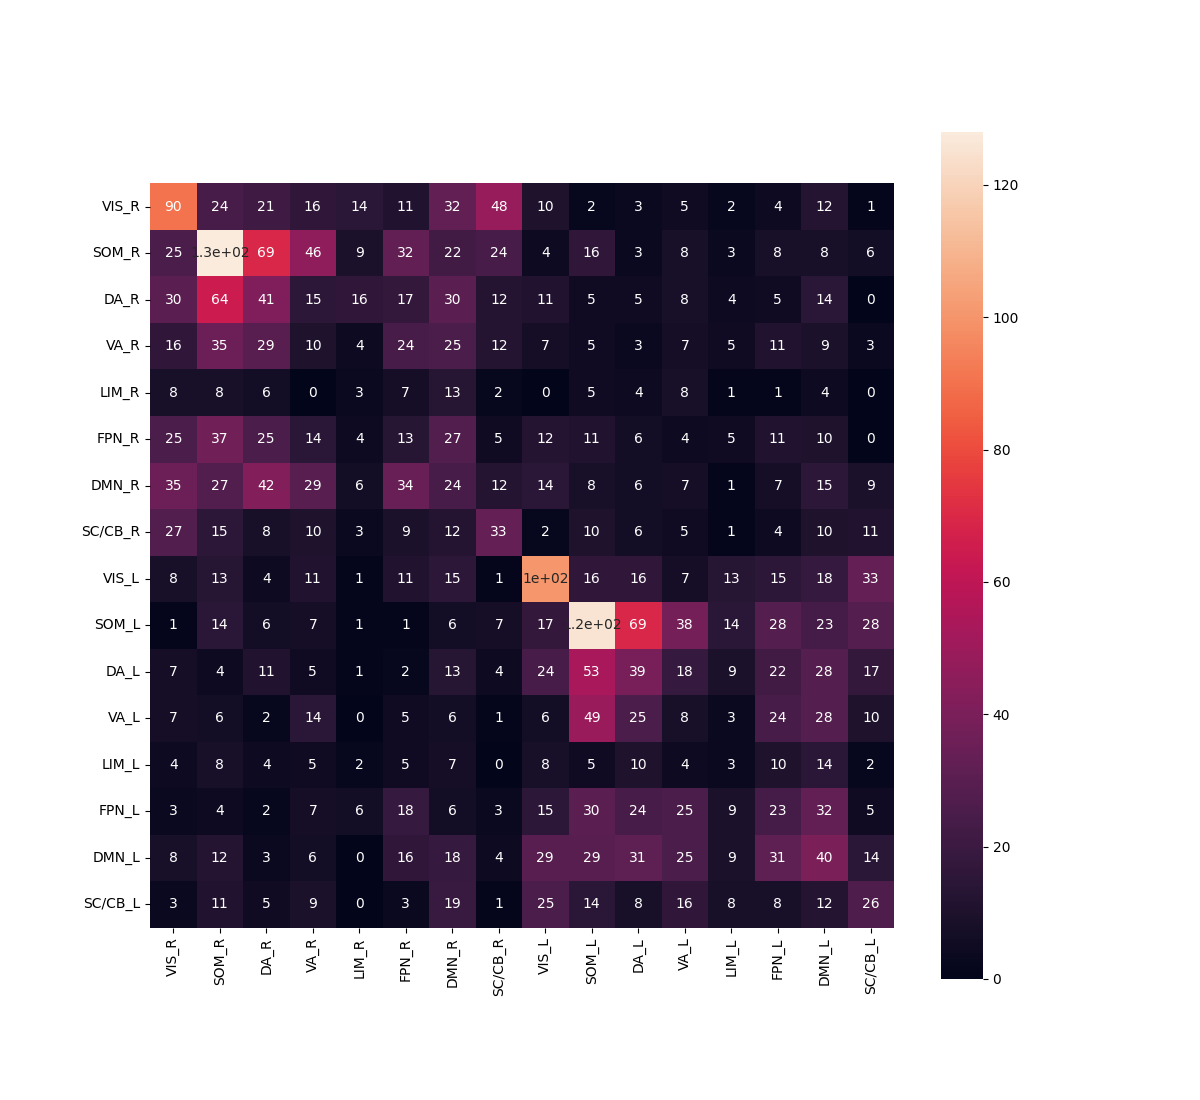 VIS_R 90 24 21 16 14 11 32 48 10 2 3 5 2 4 12 1
SOM_R 25 1.3e+02 69 46 9 32 22 24 4 16 3 8 3 8 8 6
DA_R 30 64 41 15 16 17 30 12 11 5 5 8 4 5 14 0
VA_R 16 35 29 10 4 24 25 12 7 5 3 7 5 11 9 3
LIM_R 8 8 6 0 3 7 13 2 0 5 4 8 1 1 4 0
FPN_R 25 37 25 14 4 13 27 5 12 11 6 4 5 11 10 0
DMN_R 35 27 42 29 6 34 24 12 14 8 6 7 1 7 15 9
SC/CB_R 27 15 8 10 3 9 12 33 2 10 6 5 1 4 10 11
VIS_L 8 13 4 11 1 11 15 1 1e+02 16 16 7 13 15 18 33
SOM_L 1 14 6 7 1 1 6 7 17 1.2e+02 69 38 14 28 23 28
DA_L 7 4 11 5 1 2 13 4 24 53 39 18 9 22 28 17
VA_L 7 6 2 14 0 5 6 1 6 49 25 8 3 24 28 10
LIM_L 4 8 4 5 2 5 7 0 8 5 10 4 3 10 14 2
FPN_L 3 4 2 7 6 18 6 3 15 30 24 25 9 23 32 5
DMN_L 8 12 3 6 0 16 18 4 29 29 31 25 9 31 40 14
SC/CB_L 3 11 5 9 0 3 19 1 25 14 8 16 8 8 12 26
VIS_R SOM_R DA_R VA_R LIM_R FPN_R DMN_R SC/CB_R VIS_L SOM_L DA_L VA_L LIM_L FPN_L DMN_L SC/CB_L
120
100
80
60
40
20
0